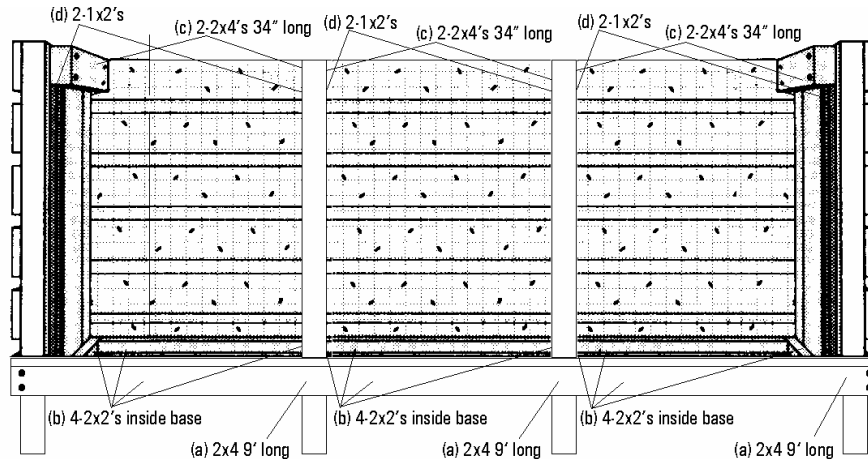 (d) 2-1x2's
(c) 2-2x4's 34" long
(d) 2-1x2's
(c) 2-2x4's 34" long
(d) 2-1x2's
(c) 2-2x4's 34" long
(b) 4-2x2's inside base
(b) 4-2x2's inside base
(b) 4-2x2's inside base
(a) 2x4 9' long
(a) 2x4 9' long
(a) 2x4 9' long